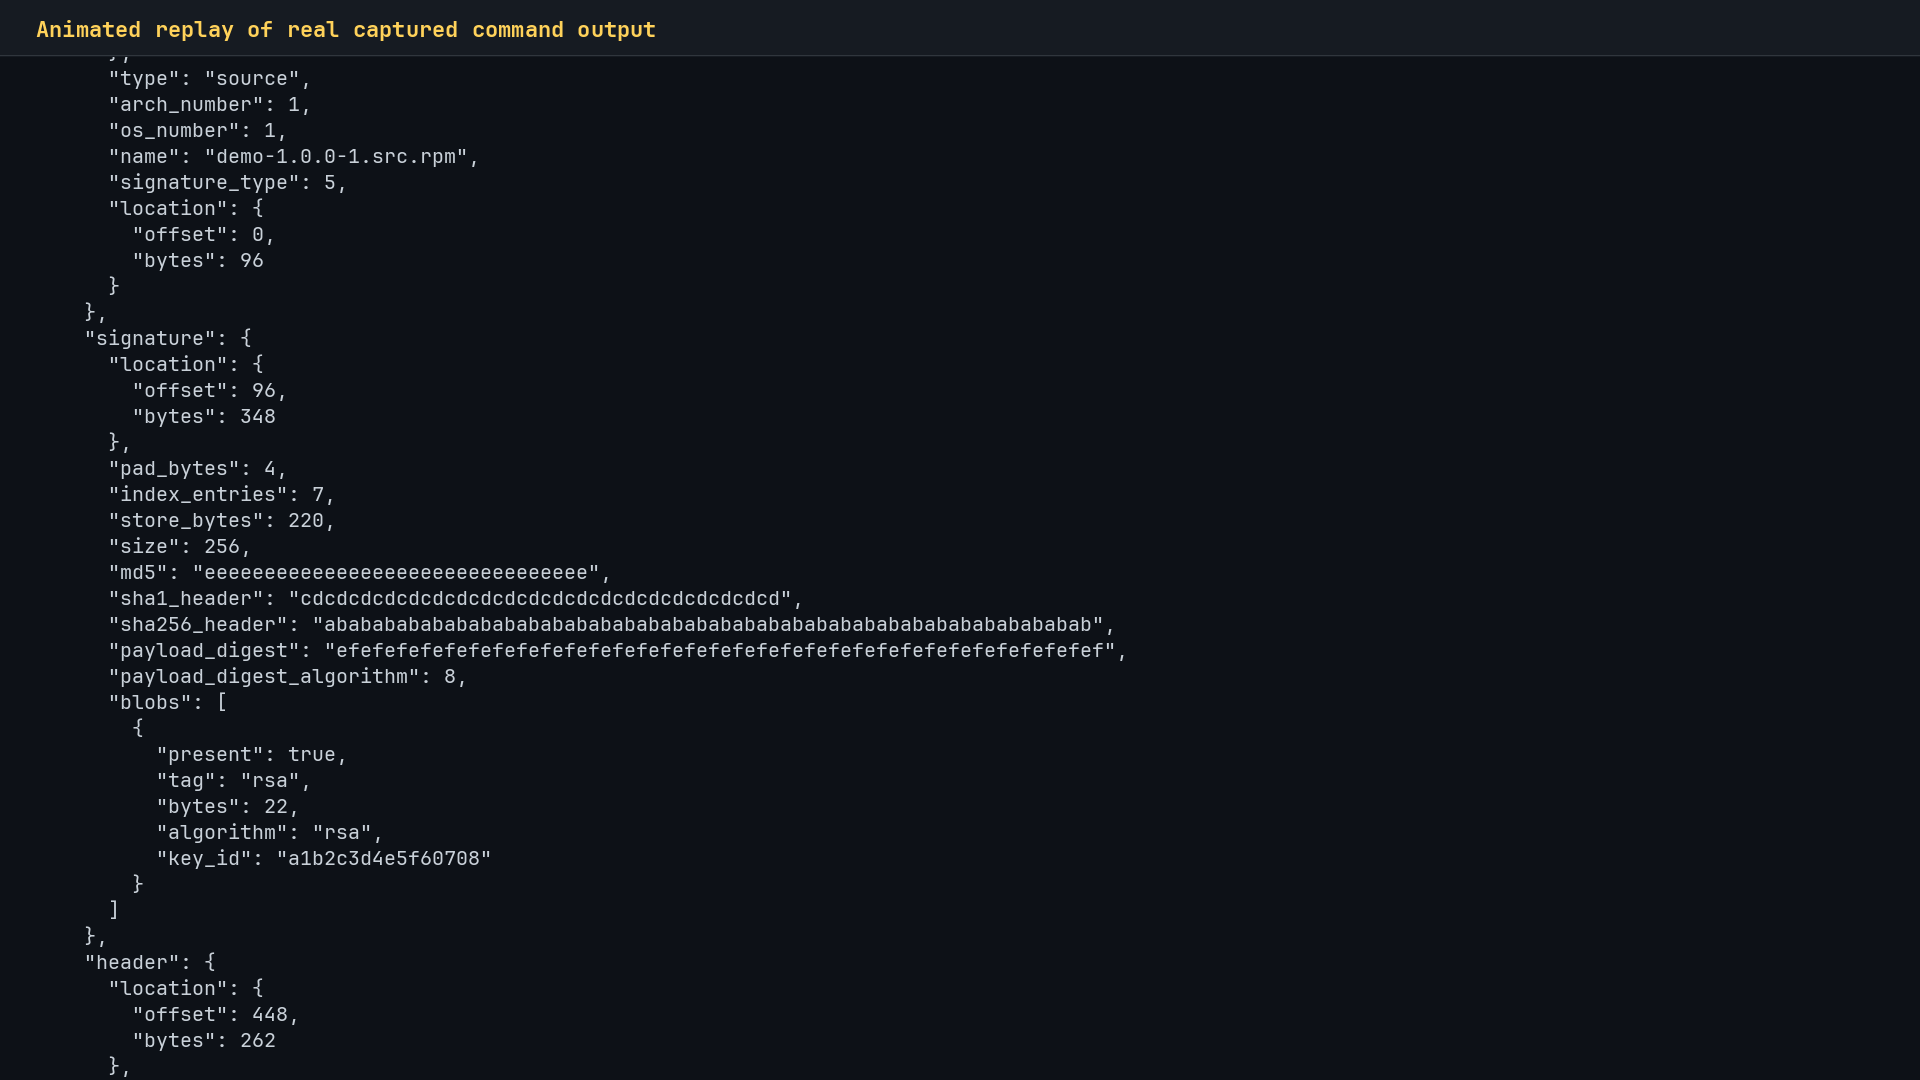 Animated replay of real captured command output
},
"type": "source",
"arch_number": 1,
"os_number": 1,
"name": "demo-1.0.0-1.src.rpm",
"signature_type": 5,
"location": {
"offset": 0,
"bytes": 96
}
},
"signature": {
"location": {
"offset": 96,
"bytes": 348
},
"pad_bytes": 4,
"index_entries": 7,
"store_bytes": 220,
"size": 256,
"md5": "eeeeeeeeeeeeeeeeeeeeeeeeeeeeeeee",
"sha1_header": "cdcdcdcdcdcdcdcdcdcdcdcdcdcdcdcdcdcdcdcd",
"sha256_header": "abababababababababababababababababababababababababababababababab",
"payload_digest": "efefefefefefefefefefefefefefefefefefefefefefefefefefefefefefefef",
"payload_digest_algorithm": 8,
"blobs": [
{
"present": true,
"tag": "rsa",
"bytes": 22,
"algorithm": "rsa",
"key_id": "a1b2c3d4e5f60708"
}
]
},
"header": {
"location": {
"offset": 448,
"bytes": 262
},